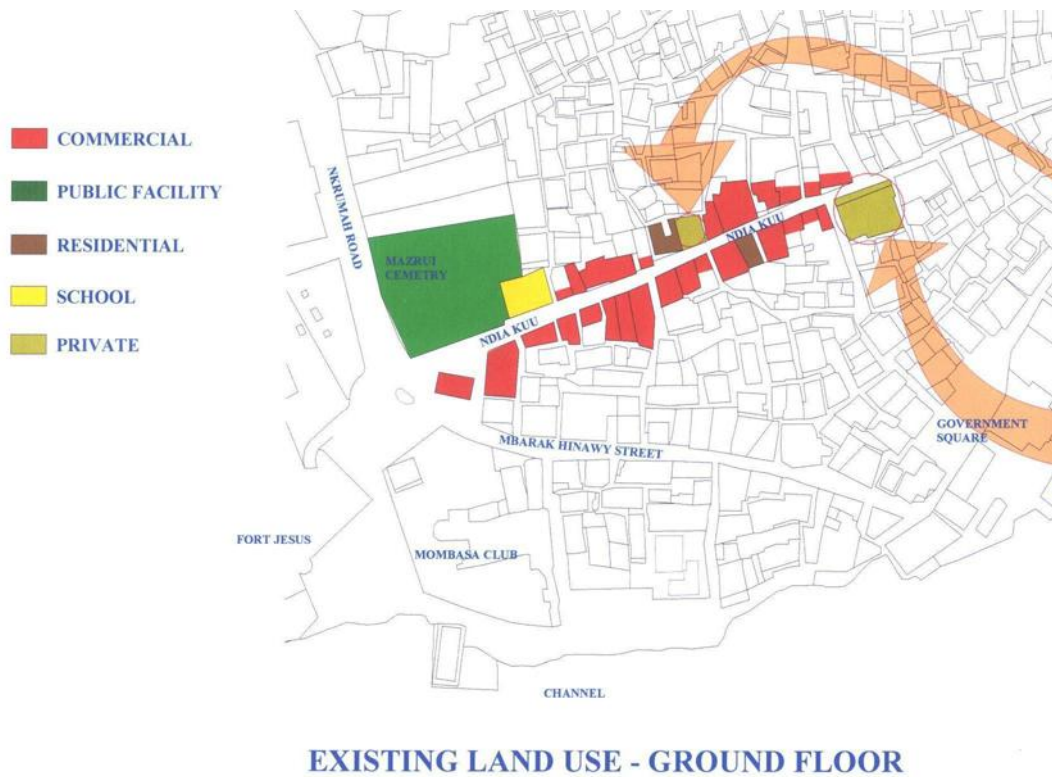 COMMERCIAL
PUBLIC FACILITY
RESIDENTIAL
SCHOOL
PRIVATE
NKRUMAH ROAD
MAZRUI
CEMETRY
NDIA KUU
NDIA KUU
MBARAK HINAWY STREET
GOVERNMENT
SQUARE
FORT JESUS
MOMBASA CLUB
CHANNEL
EXISTING LAND USE - GROUND FLOOR